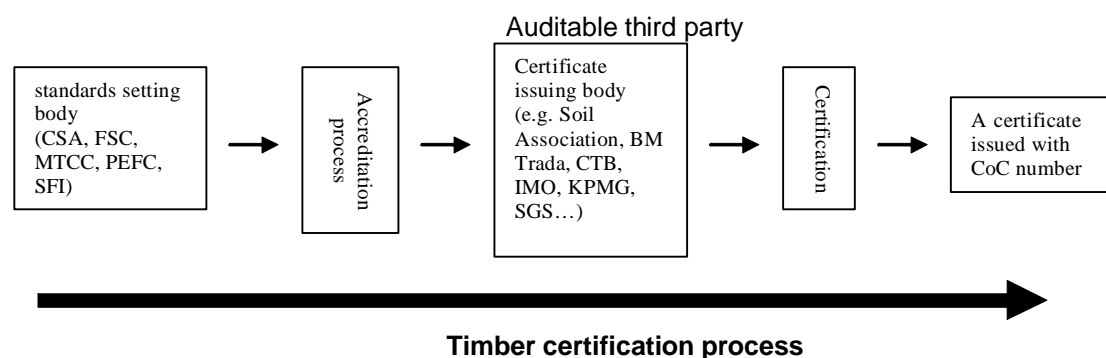 Auditable third party
standards setting
body
(CSA, FSC,
MTCC, PEFC,
SFI)
Accreditation
process
Certificate
issuing body
(e.g. Soil
Association, BM
Trada, CTB,
IMO, KPMG,
SGS…)
Certification
A certificate
issued with
CoC number
Timber certification process